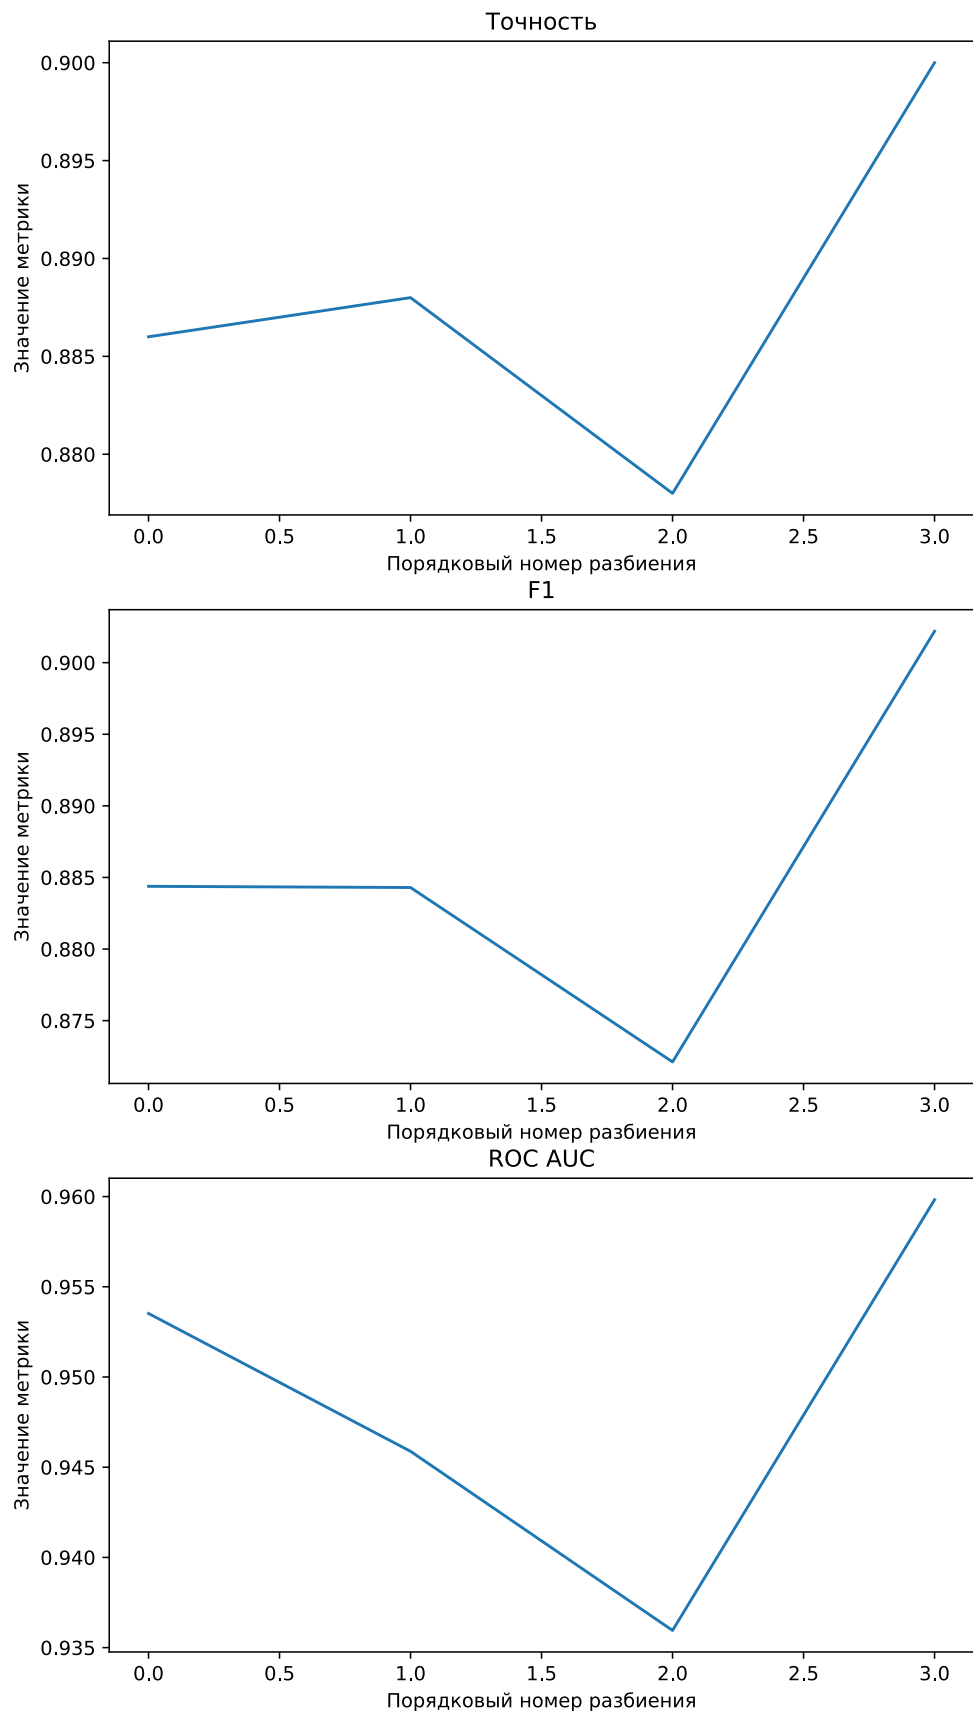 Точность
0.900
0.895
0.890
0.885
0.880
Значение метрики
0.0 0.5 1.0 1.5 2.0 2.5 3.0
Порядковый номер разбиения
F1
0.900
0.895
0.890
0.885
0.880
0.875
Значение метрики
0.0 0.5 1.0 1.5 2.0 2.5 3.0
Порядковый номер разбиения
ROC AUC
0.960
0.955
0.950
0.945
0.940
0.935
Значение метрики
0.0 0.5 1.0 1.5 2.0 2.5 3.0
Порядковый номер разбиения